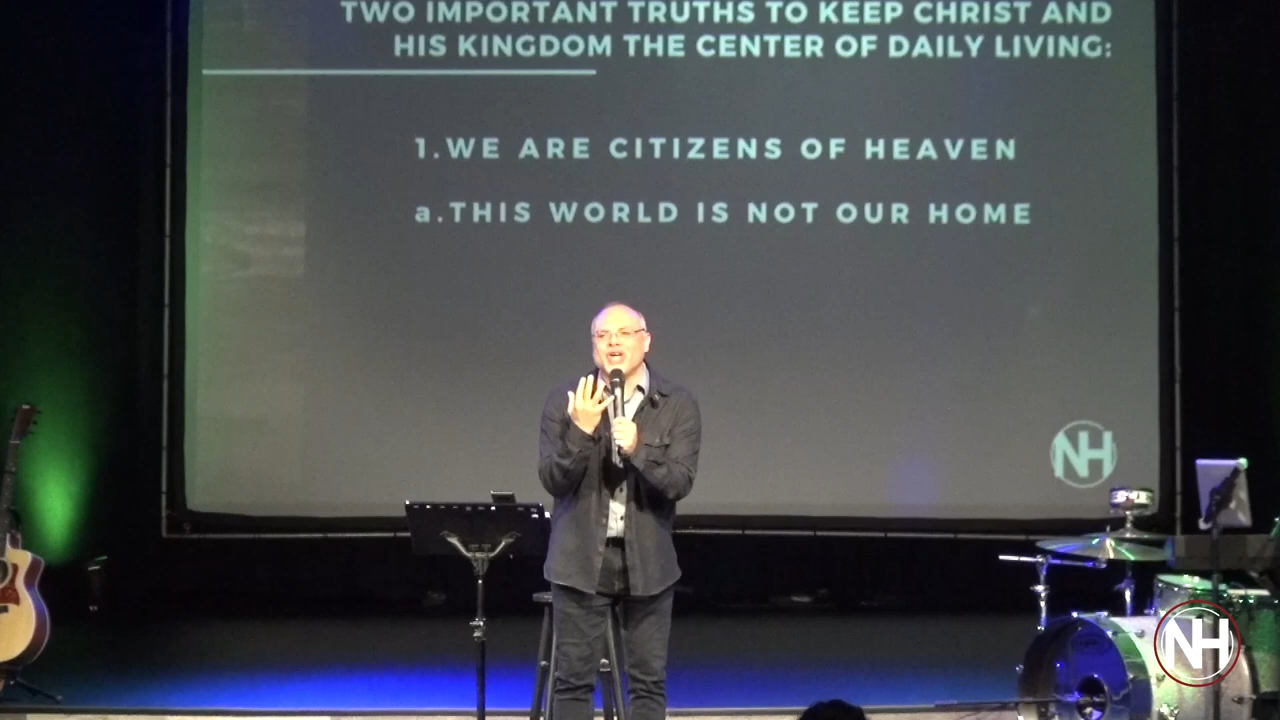 TWO IMPORTANT TRUTHS TO KEEP CHRIST AND
HIS KINGDOM THE CENTER OF DAILY LIVING:
1.WE ARE CITIZENS OF HEAVEN
a.THIS WORLD IS NOT OUR HOME
NH
NH